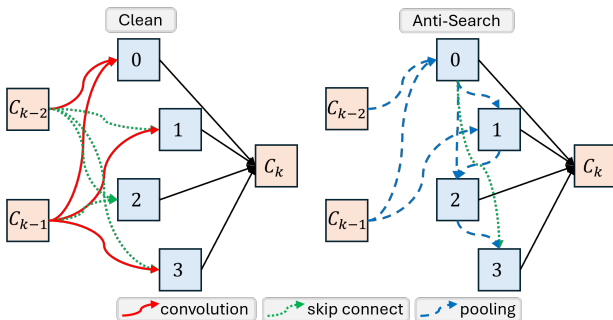 Clean
Anti-Search
0
0
C_{k-2}
1
C_{k-2}
1
C_k
C_k
2
2
C_{k-1}
C_{k-1}
3
3
convolution
skip connect
pooling